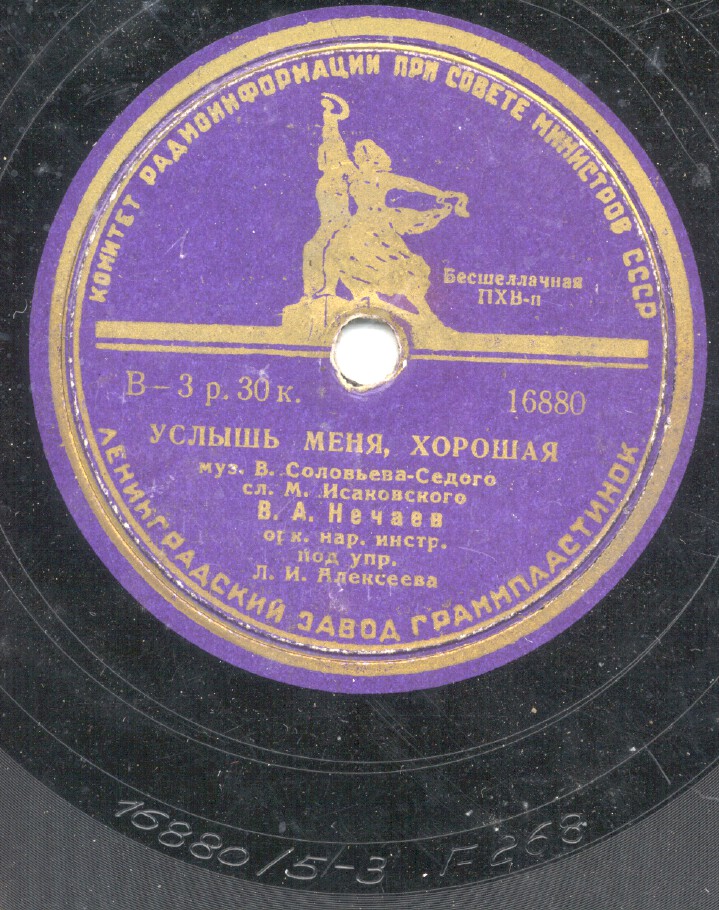 КОМИТЕТ РАДИОИНФОРМАЦИИ ПРИ СОВЕТЕ МИНИСТРОВ СССР
Бесшеллачная
ПХВ-п
В–3 р. 30 к.
16880
УСЛЫШЬ МЕНЯ, ХОРОШАЯ
муз. В. Соловьева-Седого
сл. М. Исаковского
В. А. Нечаев
орк. нар. инстр.
под упр.
Л. И. Алексеева
ЛЕНИНГРАДСКИЙ ЗАВОД ГРАМПЛАСТИНОК
16880/5-3 F268